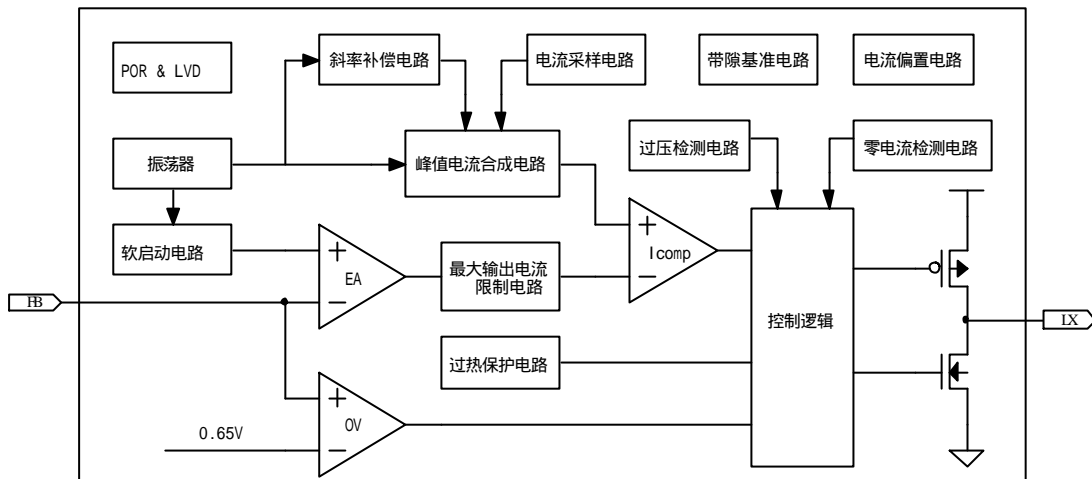 斜率补偿电路
电流采样电路
带隙基准电路
电流偏置电路
POR & LVD
过压检测电路
零电流检测电路
振荡器
峰值电流合成电路
软启动电路
+
Icomp
−
+
EA
−
最大输出电流
限制电路
FB
控制逻辑
LX
过热保护电路
+
OV
−
0.65V